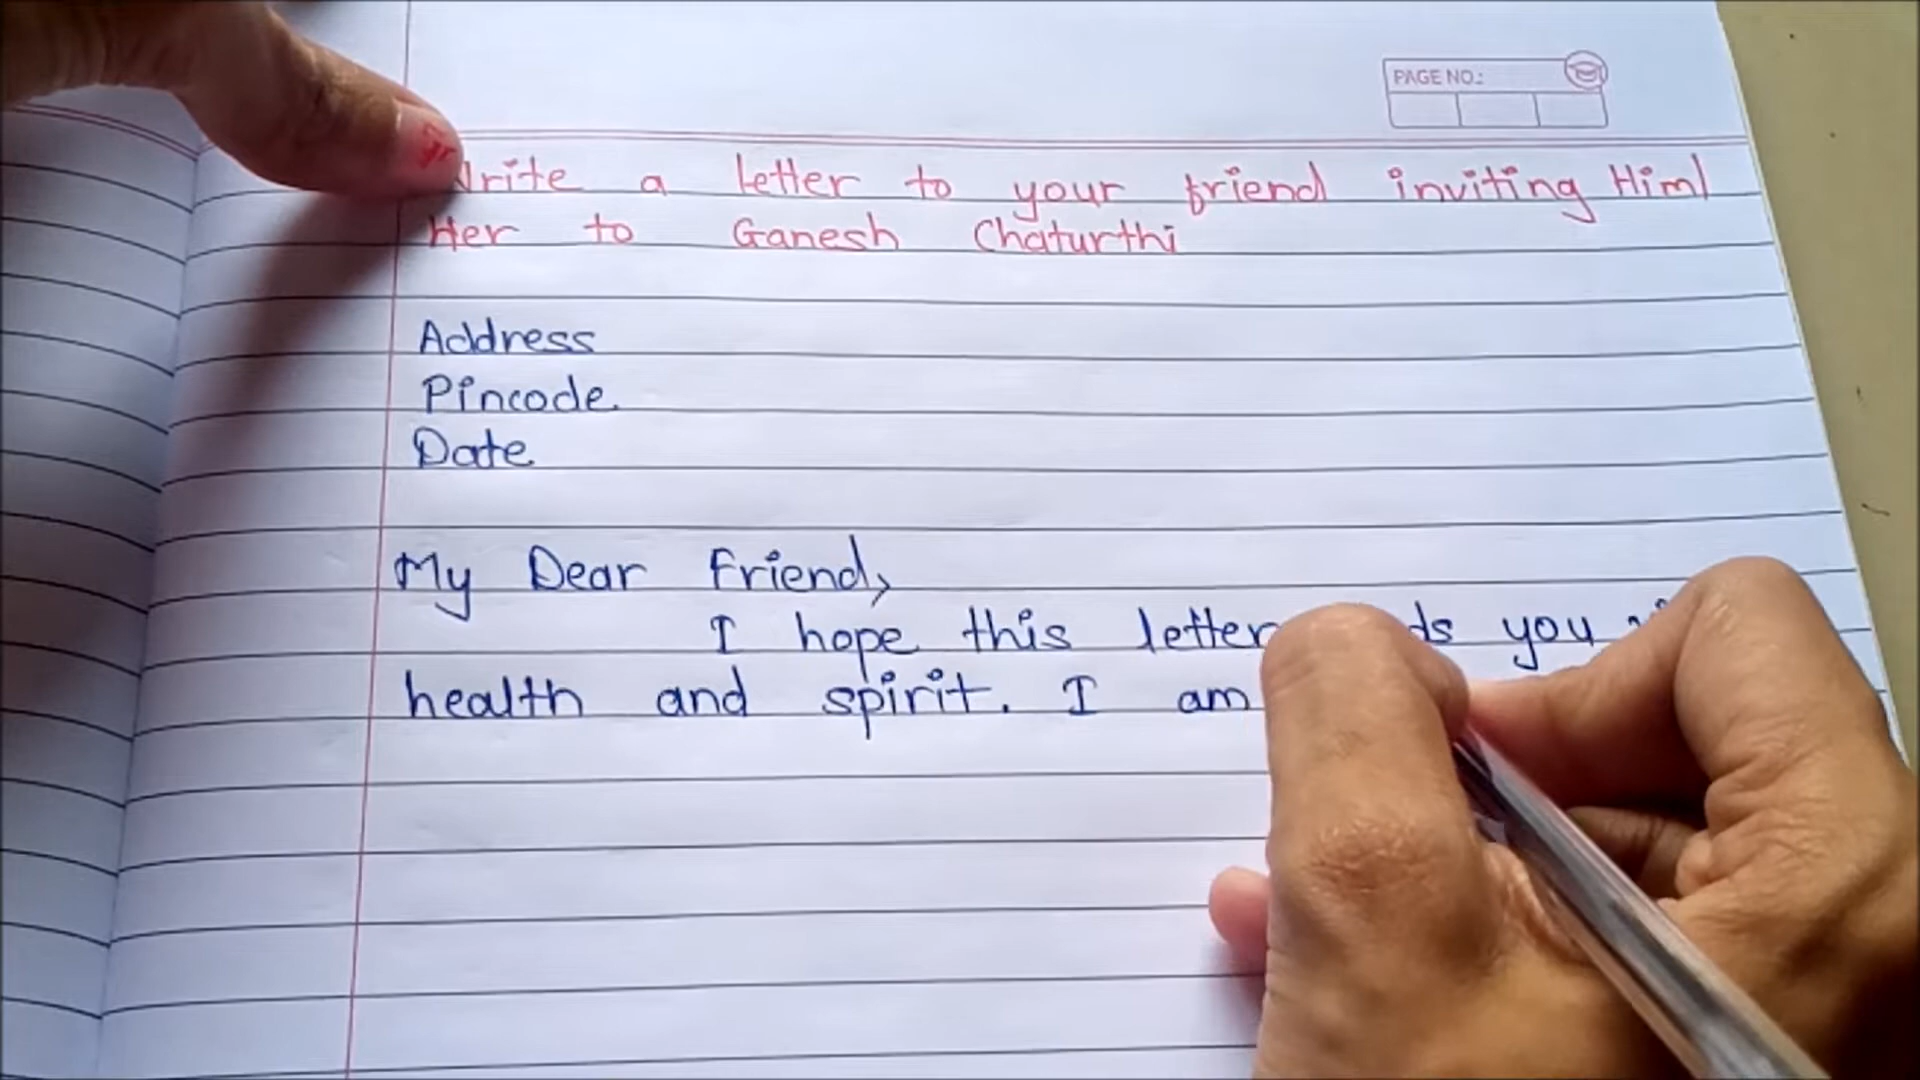 PAGE NO.:
Write a letter to your friend inviting Him/
Her to Ganesh Chaturthi
Address
Pincode.
Date
My Dear Friend,
I hope this letter you
health and spirit. I am